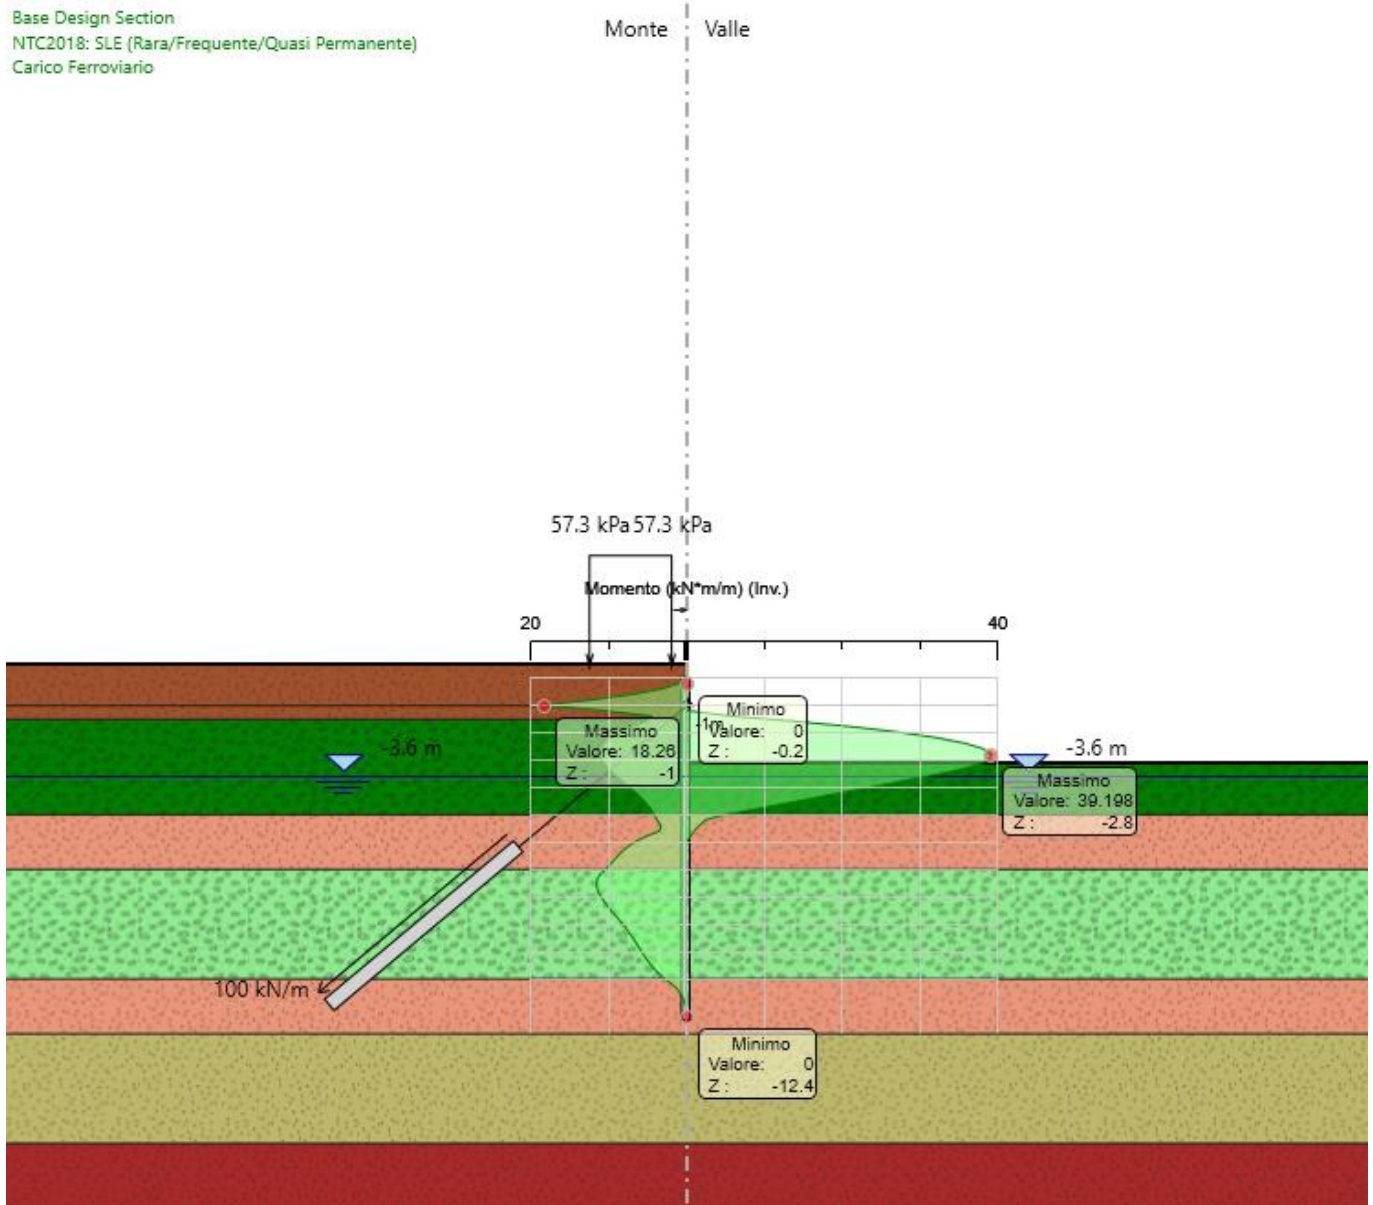 Base Design Section
NTC2018: SLE (Rara/Frequente/Quasi Permanente)
Carico Ferroviario
Monte
Valle
57.3 kPa 57.3 kPa
Momento (kN*m/m) (Inv.)
20
40
Minimo
Valore: 0
Z : -0.2
-1m
Massimo
Valore: 18.26
Z : -1
-3.6 m
-3.6 m
Massimo
Valore: 39.198
Z : -2.8
100 kN/m
Minimo
Valore: 0
Z : -12.4